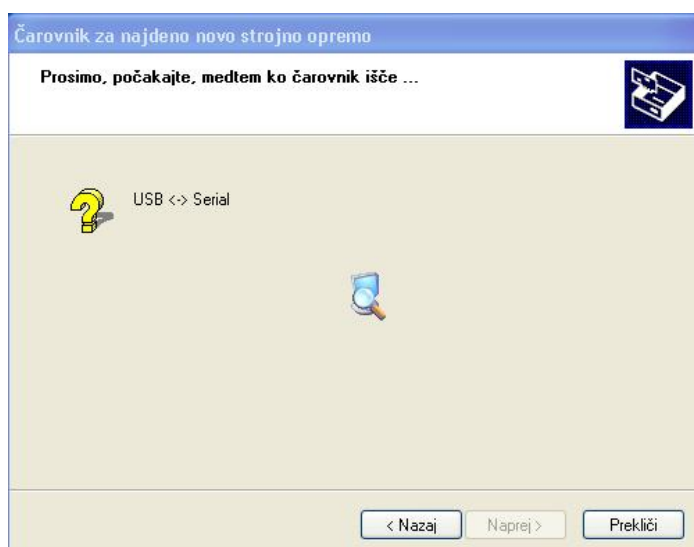 Čarovnik za najdeno novo strojno opremo
Prosimo, počakajte, medtem ko čarovnik išče ...
USB <-> Serial
< Nazaj
Naprej >
Prekliči